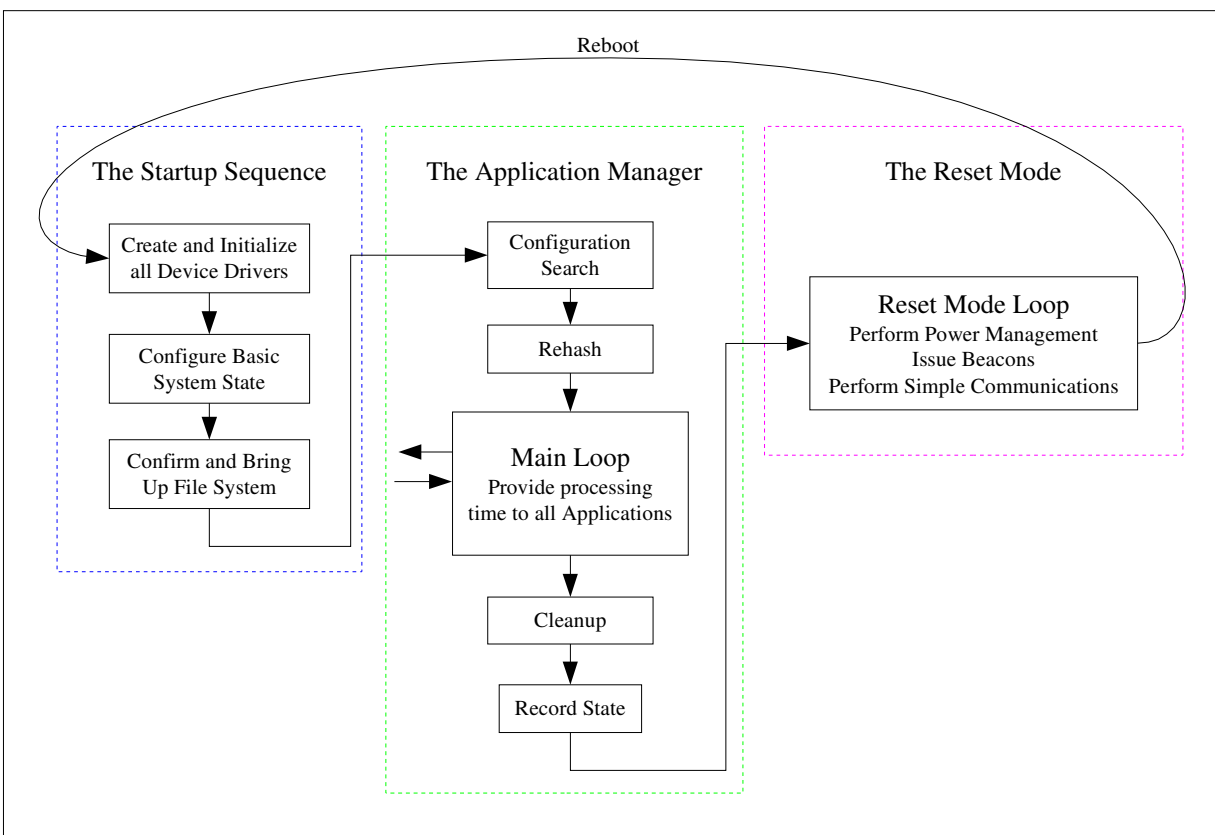 Reboot
The Startup Sequence
Create and Initialize
all Device Drivers
Configure Basic
System State
Confirm and Bring
Up File System
The Application Manager
Configuration
Search
Rehash
Main Loop
Provide processing
time to all Applications
Cleanup
Record State
The Reset Mode
Reset Mode Loop
Perform Power Management
Issue Beacons
Perform Simple Communications